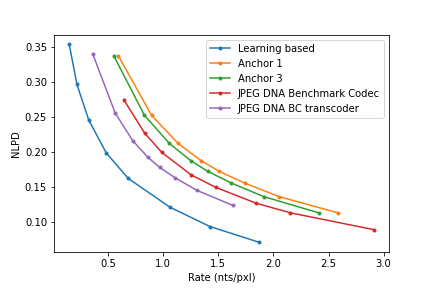 0.35
0.30
0.25
0.20
0.15
0.10
NLPD
Learning based
Anchor 1
Anchor 3
JPEG DNA Benchmark Codec
JPEG DNA BC transcoder
0.5 1.0 1.5 2.0 2.5 3.0
Rate (nts/pxl)